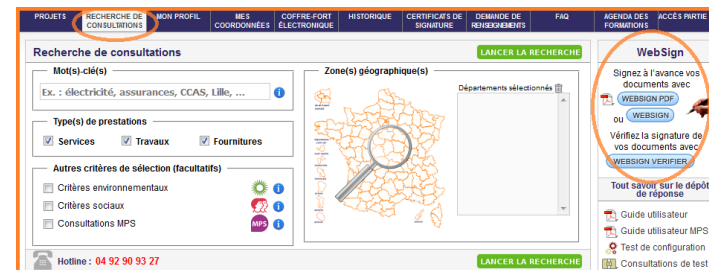 PROJETS
RECHERCHE DE
CONSULTATIONS
MON PROFIL
MES
COORDONNÉES
COFFRE-FORT
ÉLECTRONIQUE
HISTORIQUE
CERTIFICATS DE
SIGNATURE
DEMANDE DE
RENSEIGNEMENTS
FAQ
AGENDA DES
FORMATIONS
ACCÈS PARTIE
Recherche de consultations
LANCER LA RECHERCHE
Mot(s)-clé(s)
Ex. : électricité, assurances, CCAS, Lille, ...
Type(s) de prestations
Services
Travaux
Fournitures
Autres critères de sélection (facultatifs)
Critères environnementaux
Critères sociaux
Consultations MPS
MPS
Zone(s) géographique(s)
Départements sélectionnés
Hotline : 04 92 90 93 27
LANCER LA RECHERCHE
WebSign
Signez à l'avance vos
documents avec
WEBSIGN PDF
ou WEBSIGN
Vérifiez la signature de
vos documents avec
WEBSIGN VERIFIER
Tout savoir sur le dépôt
de réponse
Guide utilisateur
Guide utilisateur MPS
Test de configuration
Consultations de test